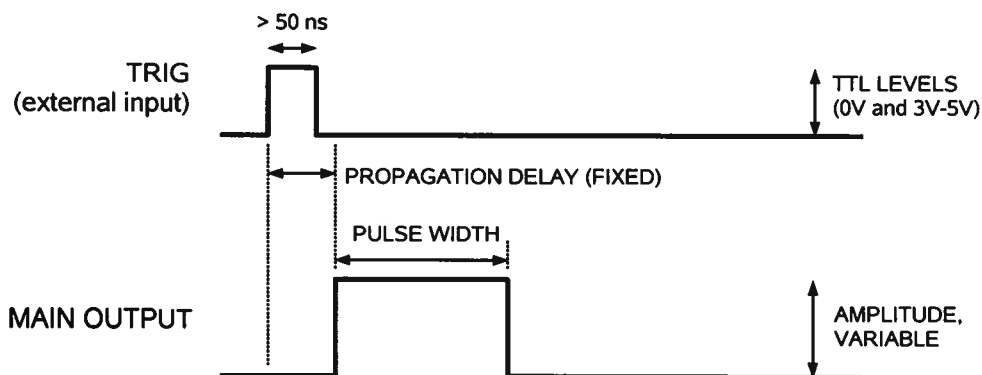 > 50 ns
TRIG
(external input)
TTL LEVELS
(0V and 3V-5V)
PROPAGATION DELAY (FIXED)
PULSE WIDTH
MAIN OUTPUT
AMPLITUDE,
VARIABLE